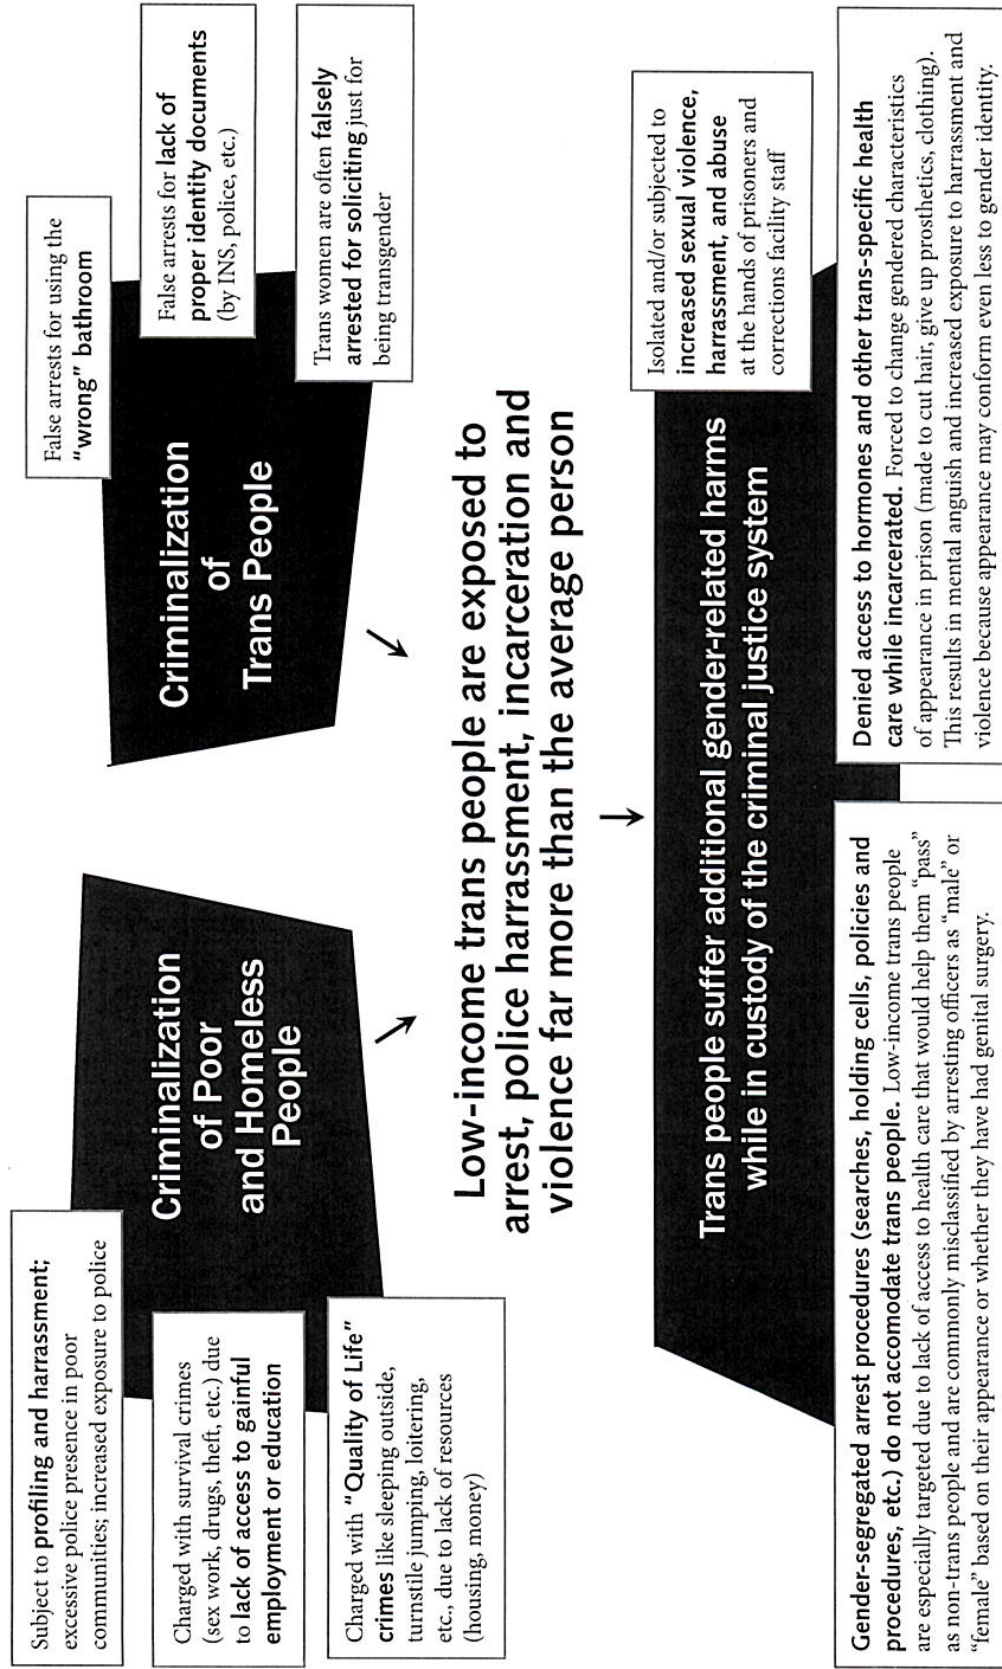 Subject to profiling and harrassment;
excessive police presence in poor
communities; increased exposure to police
Charged with survival crimes
(sex work, drugs, theft, etc.) due
to lack of access to gainful
employment or education
Charged with "Quality of Life"
crimes like sleeping outside,
turnstile jumping, loitering,
etc., due to lack of resources
(housing, money)
Criminalization
of Poor
and Homeless
People
Criminalization
of
Trans People
False arrests for using the
"wrong" bathroom
False arrests for lack of
proper identity documents
(by INS, police, etc.)
Trans women are often falsely
arrested for soliciting just for
being transgender
Low-income trans people are exposed to
arrest, police harrassment, incarceration and
violence far more than the average person
Trans people suffer additional gender-related harms
while in custody of the criminal justice system
Isolated and/or subjected to
increased sexual violence,
harrassment, and abuse
at the hands of prisoners and
corrections facility staff
Gender-segregated arrest procedures (searches, holding cells, policies and
procedures, etc.) do not accomodate trans people. Low-income trans people
are especially targeted due to lack of access to health care that would help them "pass"
as non-trans people and are commonly misclassified by arresting officers as "male" or
"female" based on their appearance or whether they have had genital surgery.
Denied access to hormones and other trans-specific health
care while incarcerated. Forced to change gendered characteristics
of appearance in prison (made to cut hair, give up prosthetics, clothing).
This results in mental anguish and increased exposure to harrassment and
violence because appearance may conform even less to gender identity.